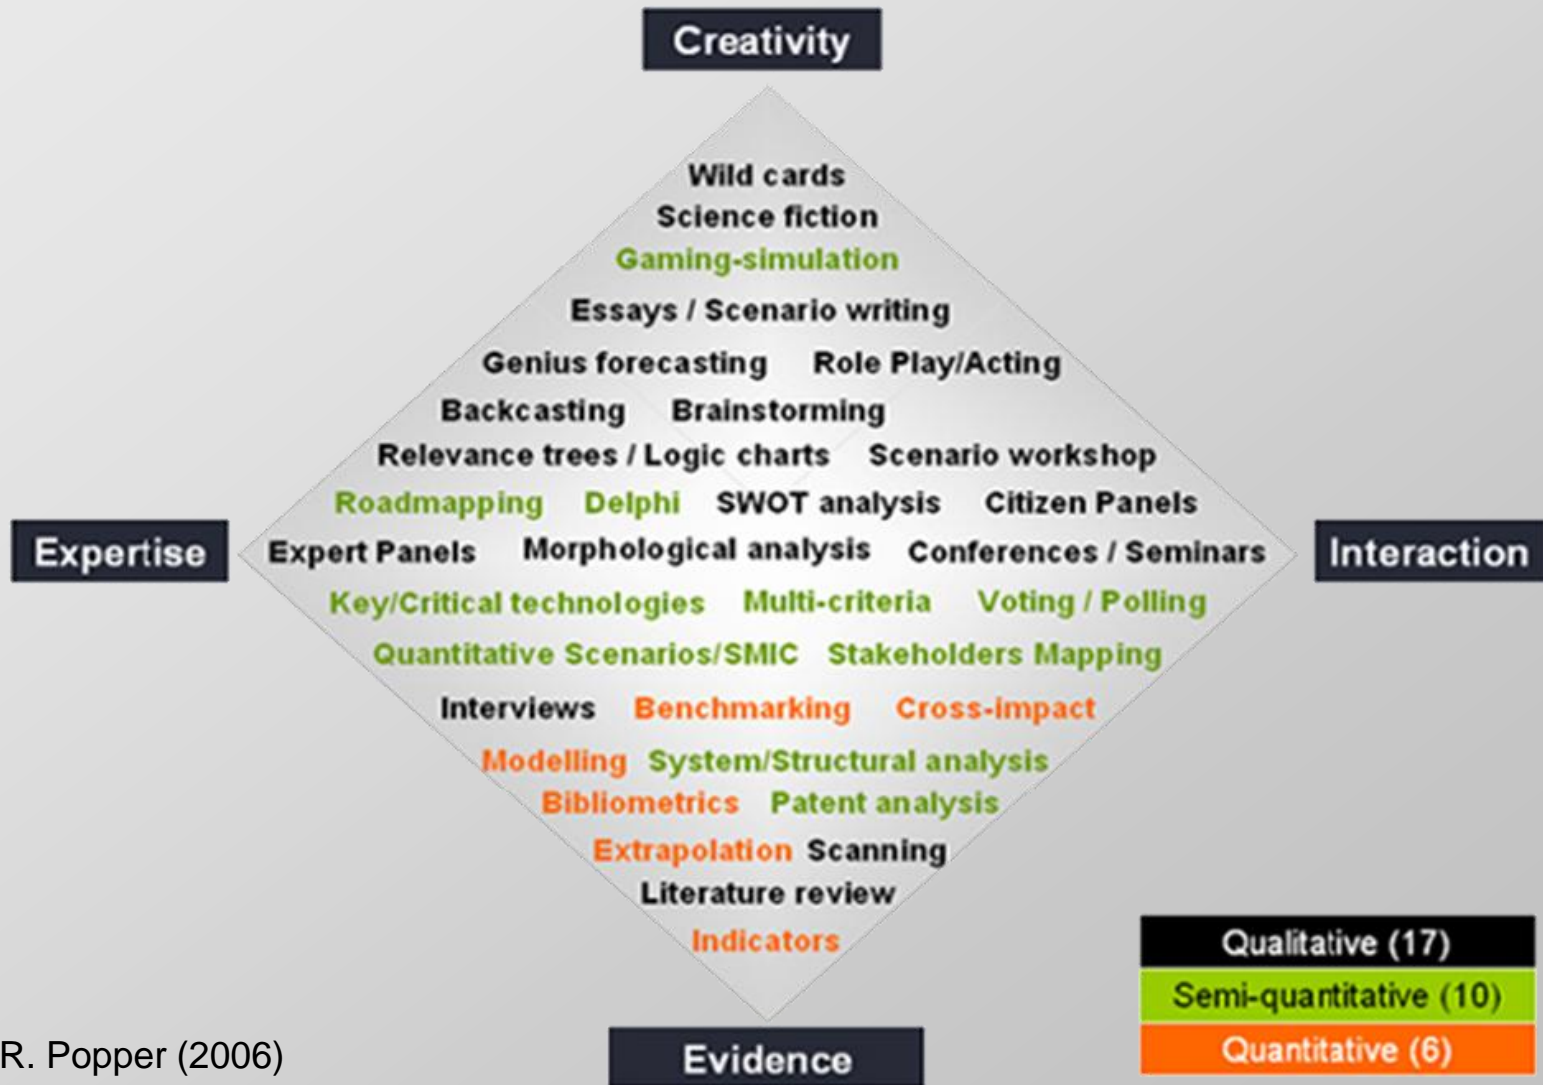 Creativity
Wild cards
Science fiction
Gaming-simulation
Essays / Scenario writing
Genius forecasting Role Play/Acting
Backcasting Brainstorming
Relevance trees / Logic charts Scenario workshop
Roadmapping Delphi SWOT analysis Citizen Panels
Expertise
Expert Panels Morphological analysis Conferences / Seminars
Interaction
Key/Critical technologies Multi-criteria Voting / Polling
Quantitative Scenarios/SMIC Stakeholders Mapping
Interviews Benchmarking Cross-impact
Modelling System/Structural analysis
Bibliometrics Patent analysis
Extrapolation Scanning
Literature review
Indicators
Evidence
Qualitative (17)
Semi-quantitative (10)
Quantitative (6)
R. Popper (2006)